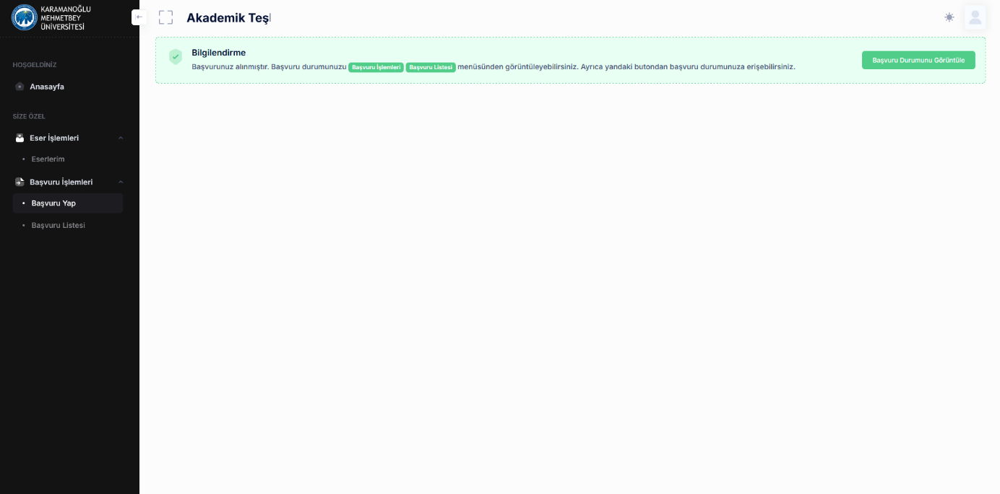 KARAMANOĞLU
MEHMETBEY
ÜNİVERSİTESİ
Akademik Teş
HOŞGELDİNİZ
Anasayfa
SİZE ÖZEL
Eser İşlemleri
Eserlerim
Başvuru İşlemleri
Başvuru Yap
Başvuru Listesi
Bilgilendirme
Başvurunuz alınmıştır. Başvuru durumunuzu Başvuru İşlemleri Başvuru Listesi menüsünden görüntüleyebilirsiniz. Ayrıca yandaki butondan başvuru durumunuza erişebilirsiniz.
Başvuru Durumunu Görüntüle